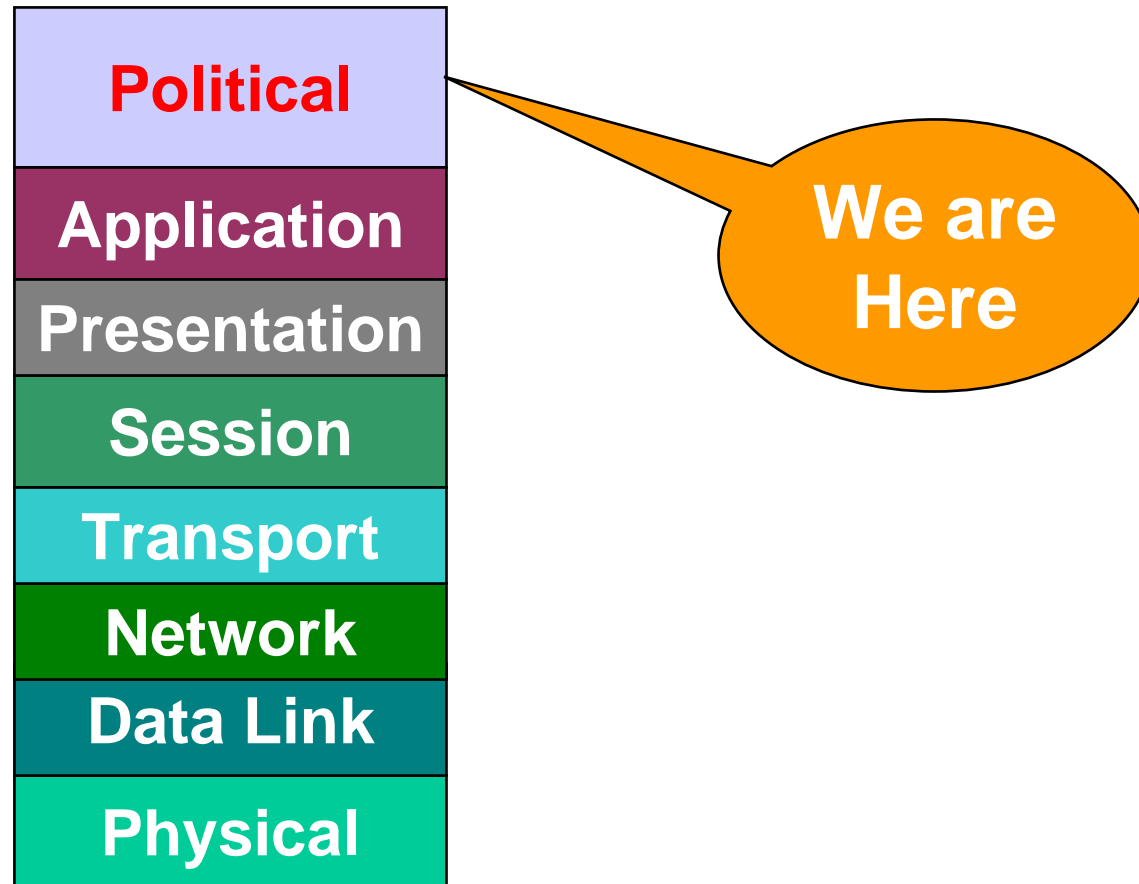 Political
Application
Presentation
Session
Transport
Network
Data Link
Physical
We are
Here